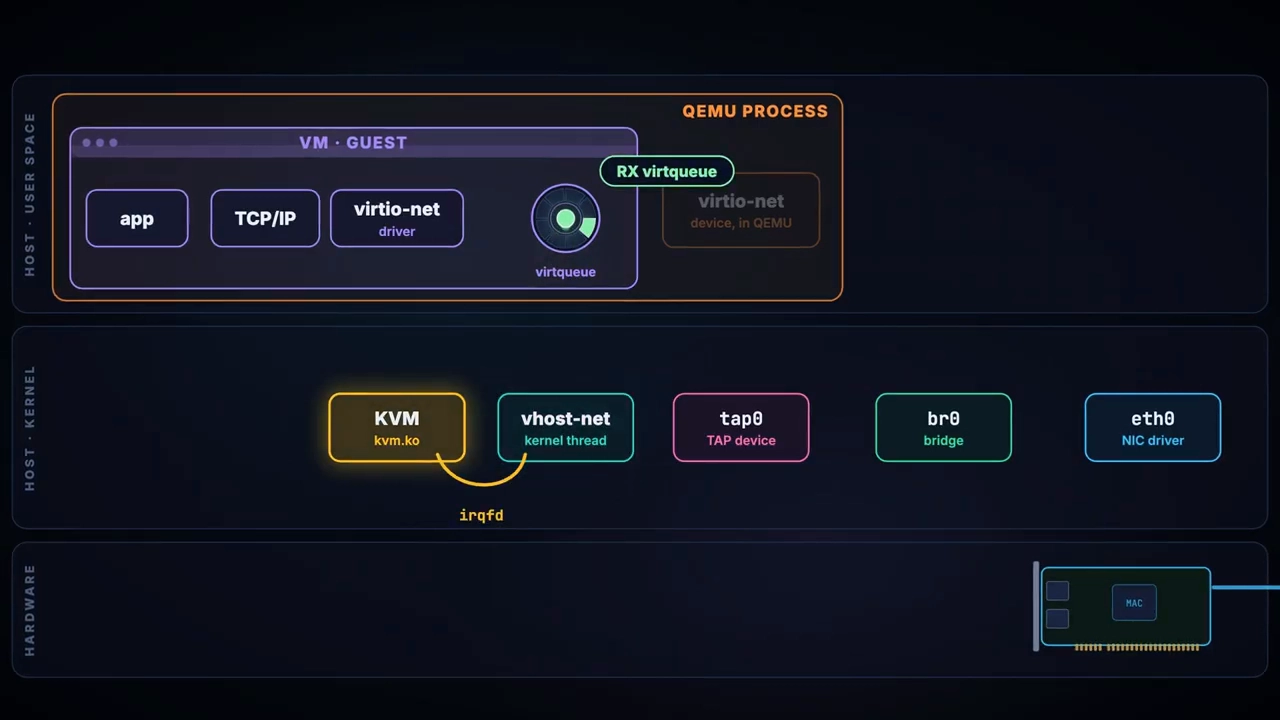 HOST · USER SPACE
QEMU PROCESS
VM · GUEST
RX virtqueue
app
TCP/IP
virtio-net
driver
virtqueue
virtio-net
device, in QEMU
HOST · KERNEL
KVM
kvm.ko
vhost-net
kernel thread
tap0
TAP device
br0
bridge
eth0
NIC driver
irqfd
HARDWARE
MAC